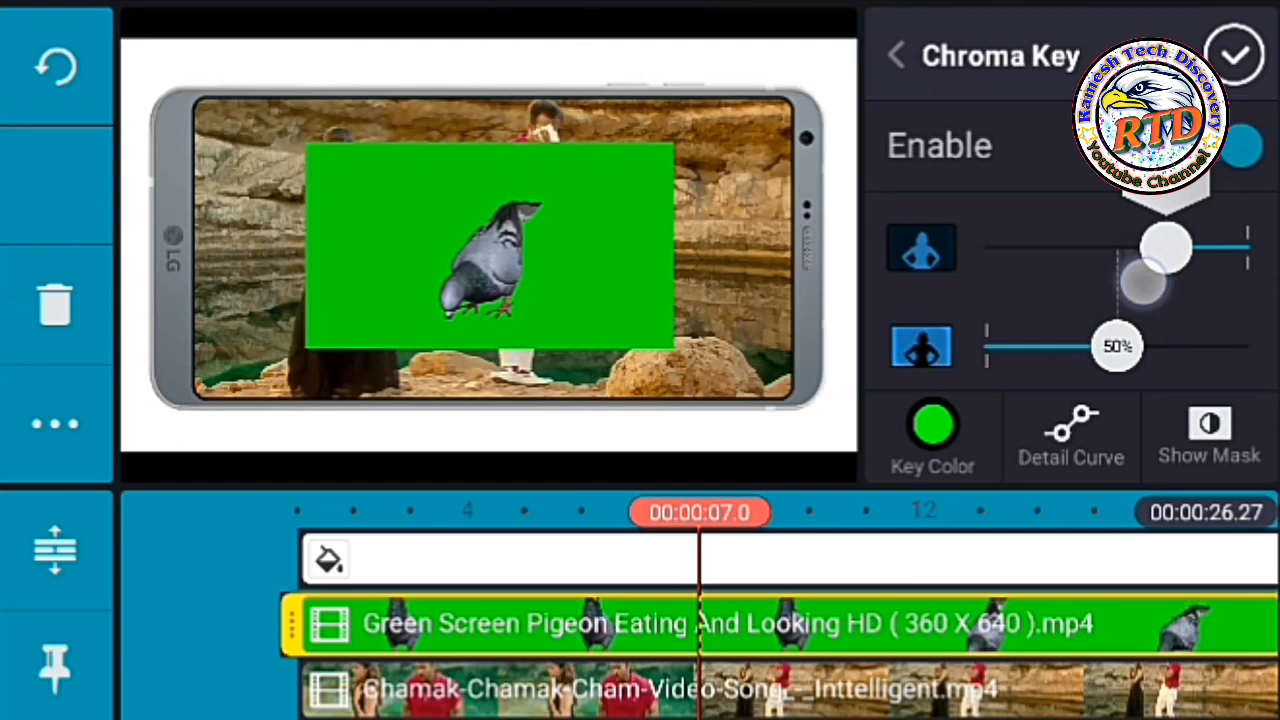 Chroma Key
Ramesh Tech Discovery
RTD
Youtube Channel
Enable
LG
50%
Key Color
Detail Curve
Show Mask
4
00:00:07.0
12
00:00:26.27
Green Screen Pigeon Eating And Looking HD ( 360 X 640 ).mp4
Chamak-Chamak-Cham-Video-Song_-_Inttelligent.mp4